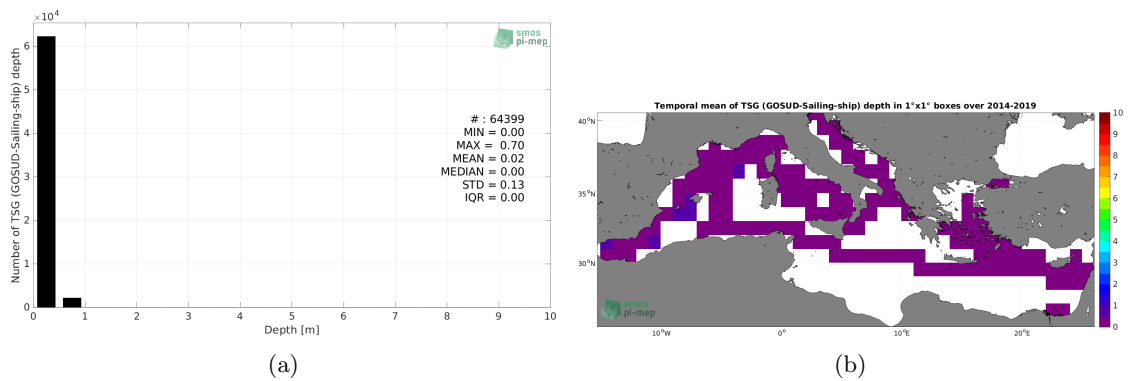 ×10⁴
smos
pi-mep
Number of TSG (GOSUD-Sailing-ship) depth
6
5
4
3
2
1
0
# : 64399
MIN = 0.00
MAX = 0.70
MEAN = 0.02
MEDIAN = 0.00
STD = 0.13
IQR = 0.00
0 1 2 3 4 5 6 7 8 9 10
Depth [m]
(a)
Temporal mean of TSG (GOSUD-Sailing-ship) depth in 1°x1° boxes over 2014-2019
40°N
35°N
30°N
10°W 0° 10°E 20°E
smos
pi-mep
10
9
8
7
6
5
4
3
2
1
0
(b)